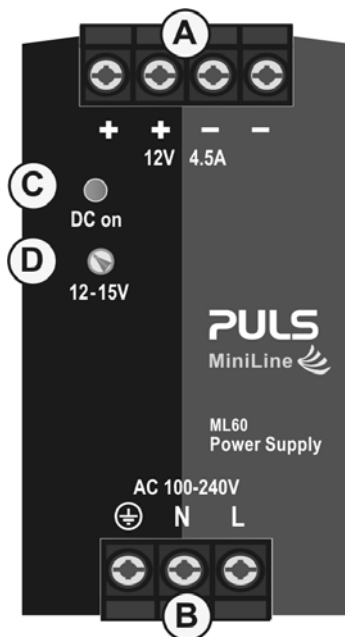 A
+ + − −
12V 4.5A
C
DC on
D
12-15V
PULS
MiniLine
ML60
Power Supply
AC 100-240V
N L
B